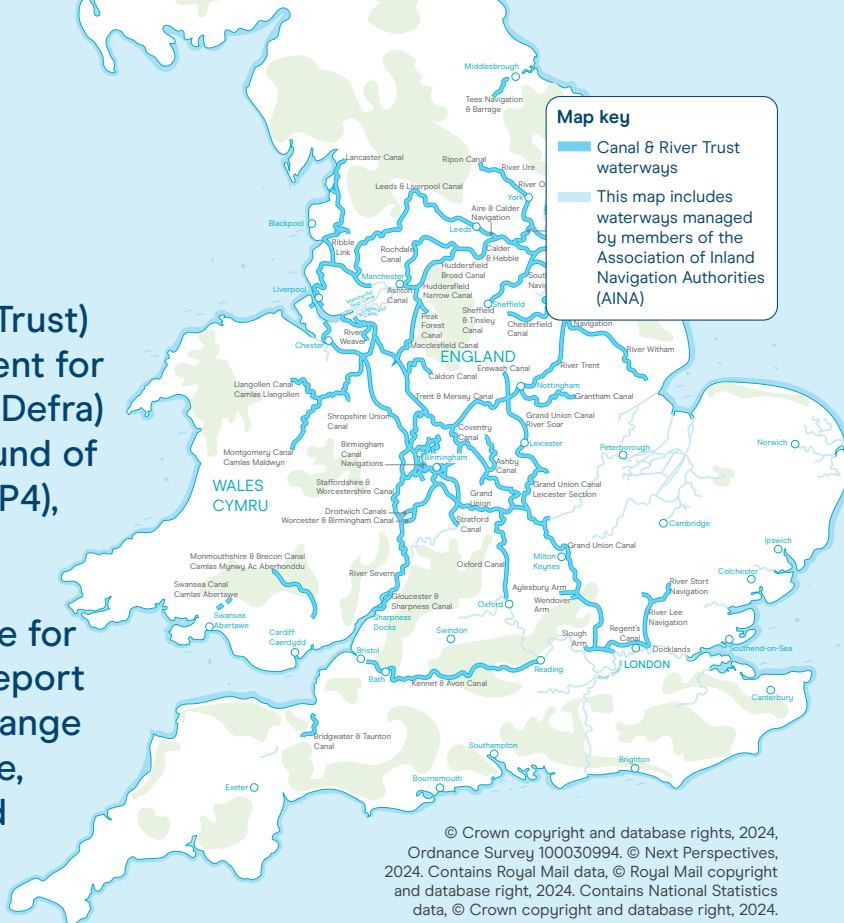 Trust)
ent for
Defra)
und of
P4),
e for
eport
ange
e,
d
Map key
Canal & River Trust
waterways
This map includes
waterways managed
by members of the
Association of Inland
Navigation Authorities
(AINA)
Middlesbrough
Tees Navigation
& Barrage
Lancaster Canal
Ripon Canal
River Ure
Leeds & Liverpool Canal
River O
York
Aire & Calder
Navigation
Blackpool
Leeds
Ribble
Link
Rochdale
Canal
Calder
& Hebble
Huddersfield
Broad Canal
Sout
Navig
Manchester
Liverpool
Ashton
Canal
Huddersfield
Narrow Canal
Sheffield
Peak
Forest
Canal
Sheffield
& Tinsley
Canal
Chesterfield
Canal
Navigation
River
Weaver
Chester
Macclesfield Canal
ENGLAND
River Witham
Erewash Canal
River Trent
Caldon Canal
Llangollen Canal
Camlas Llangollen
Nottingham
Trent & Mersey Canal
Grantham Canal
Shropshire Union
Canal
Grand Union Canal
River Soar
Coventry
Canal
Leicester
Norwich
Birmingham
Canal
Navigations
Peterborough
Montgomery Canal
Camlas Maldwyn
Birmingham
Ashby
Canal
WALES
CYMRU
Staffordshire &
Worcestershire Canal
Grand Union Canal
Leicester Section
Grand
Union
Droitwich Canals
Worcester & Birmingham Canal
Stratford
Canal
Cambridge
Grand Union Canal
Ipswich
Monmouthshire & Brecon Canal
Camlas Mynwy Ac Aberhonddu
Milton
Keynes
Oxford Canal
River Severn
Colchester
Swansea Canal
Camlas Abertawe
Aylesbury Arm
River Stort
Navigation
Gloucester &
Sharpness Canal
Wendover
Arm
Oxford
Swansea
Abertawe
Sharpness
Docks
River Lee
Navigation
Cardiff
Caerdydd
Swindon
Slough
Arm
Regent's
Canal
Docklands
Southend-on-Sea
Bristol
LONDON
Reading
Bath
Kennet & Avon Canal
Canterbury
Bridgwater & Taunton
Canal
Southampton
Brighton
Exeter
Bournemouth
© Crown copyright and database rights, 2024,
Ordnance Survey 100030994. © Next Perspectives,
2024. Contains Royal Mail data, © Royal Mail copyright
and database right, 2024. Contains National Statistics
data, © Crown copyright and database right, 2024.